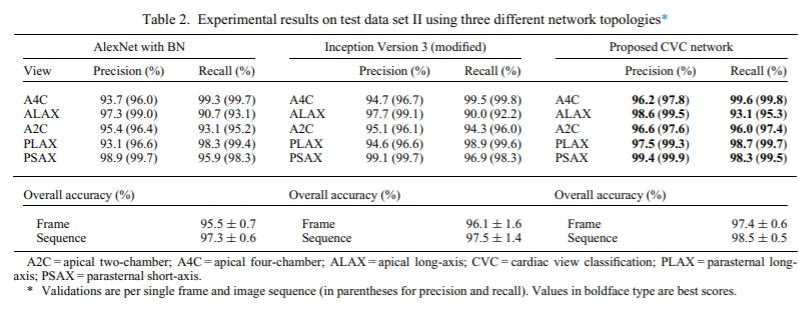 Table 2. Experimental results on test data set II using three different network topologies*
AlexNet with BN Inception Version 3 (modified) Proposed CVC network
View Precision (%) Recall (%) Precision (%) Recall (%) Precision (%) Recall (%)
A4C 93.7 (96.0) 99.3 (99.7) A4C 94.7 (96.7) 99.5 (99.8) A4C 96.2 (97.8) 99.6 (99.8)
ALAX 97.3 (99.0) 90.7 (93.1) ALAX 97.7 (99.1) 90.0 (92.2) ALAX 98.6 (99.5) 93.1 (95.3)
A2C 95.4 (96.4) 93.1 (95.2) A2C 95.1 (96.1) 94.3 (96.0) A2C 96.6 (97.6) 96.0 (97.4)
PLAX 93.1 (96.6) 98.3 (99.4) PLAX 94.6 (96.6) 98.9 (99.6) PLAX 97.5 (99.3) 98.7 (99.7)
PSAX 98.9 (99.7) 95.9 (98.3) PSAX 99.1 (99.7) 96.9 (98.3) PSAX 99.4 (99.9) 98.3 (99.5)
Overall accuracy (%) Overall accuracy (%) Overall accuracy (%)
Frame 95.5 ± 0.7 Frame 96.1 ± 1.6 Frame 97.4 ± 0.6
Sequence 97.3 ± 0.6 Sequence 97.5 ± 1.4 Sequence 98.5 ± 0.5
A2C = apical two-chamber; A4C = apical four-chamber; ALAX = apical long-axis; CVC = cardiac view classification; PLAX = parasternal long-
axis; PSAX = parasternal short-axis.
* Validations are per single frame and image sequence (in parentheses for precision and recall). Values in boldface type are best scores.